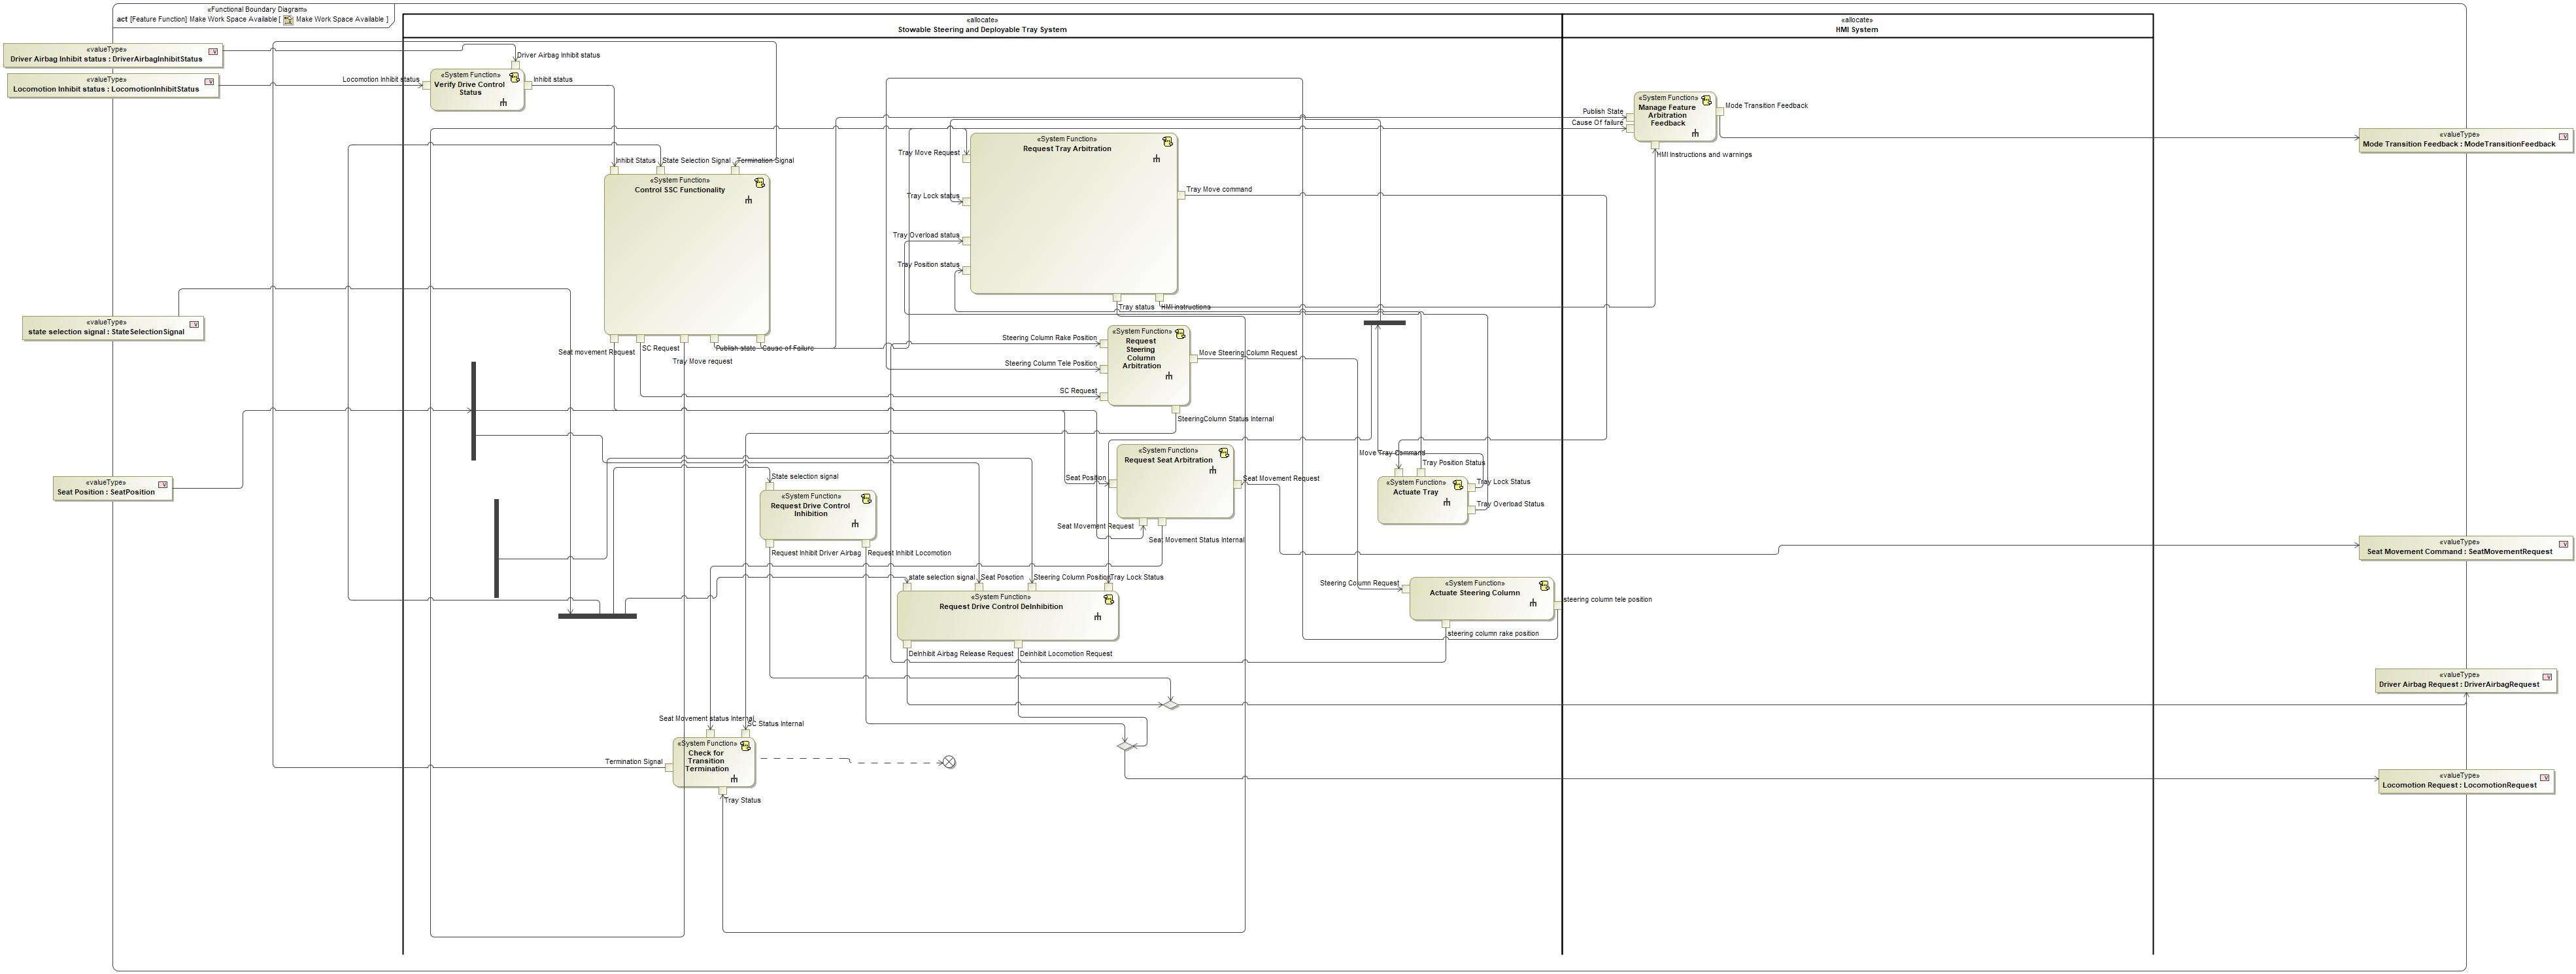 «Functional Boundary Diagram»
act [Feature Function] Make Work Space Available [ Make Work Space Available ]
«allocate»
Stowable Steering and Deployable Tray System
«allocate»
HMI System
«valueType»
Driver Airbag Inhibit status : DriverAirbagInhibitStatus
«valueType»
Locomotion Inhibit status : LocomotionInhibitStatus
Driver Airbag Inhibit status
Locomotion Inhibit status
«System Function»
Verify Drive Control
Status
Inhibit status
Publish State
Cause Of failure
«System Function»
Manage Feature
Arbitration
Feedback
Mode Transition Feedback
HMI Instructions and warnings
«valueType»
Mode Transition Feedback : ModeTransitionFeedback
Inhibit Status
State Selection Signal
Termination Signal
«System Function»
Control SSC Functionality
Seat movement Request
SC Request
Tray Move request
Publish state
Cause of Failure
Tray Move Request
Tray Lock status
Tray Overload status
Tray Position status
«System Function»
Request Tray Arbitration
Tray Move command
Tray status
HMI instructions
«valueType»
state selection signal : StateSelectionSignal
Steering Column Rake Position
Steering Column Tele Position
SC Request
«System Function»
Request
Steering
Column
Arbitration
Move Steering Column Request
SteeringColumn Status Internal
«System Function»
Request Seat Arbitration
Seat Position
Seat Movement Request
Seat Movement Request
Seat Movement Status Internal
Move Tray Command
Tray Position Status
«System Function»
Actuate Tray
Tray Lock Status
Tray Overload Status
«valueType»
Seat Position : SeatPosition
State selection signal
«System Function»
Request Drive Control
Inhibition
Request Inhibit Driver Airbag
Request Inhibit Locomotion
«valueType»
Seat Movement Command : SeatMovementRequest
state selection signal
Seat Posotion
Steering Column Position
Tray Lock Status
«System Function»
Request Drive Control DeInhibition
DeInhibit Airbag Release Request
Deinhibit Locomotion Request
Steering Column Request
«System Function»
Actuate Steering Column
steering column tele position
steering column rake position
«valueType»
Driver Airbag Request : DriverAirbagRequest
Seat Movement status Internal
SC Status Internal
«System Function»
Check for
Transition
Termination
Termination Signal
Tray Status
«valueType»
Locomotion Request : LocomotionRequest